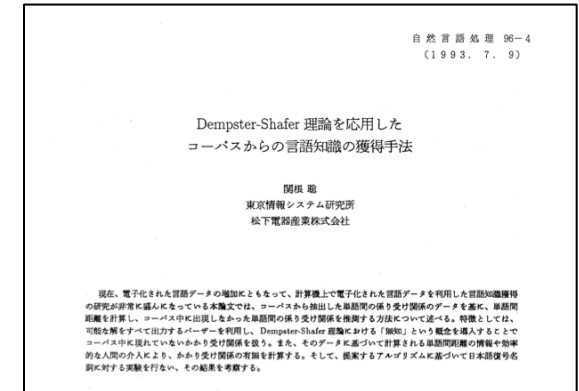 自然言語処理 96－4
(1993. 7. 9)
Dempster-Shafer 理論を応用した
コーパスからの言語知識の獲得手法
関根 聡
東京情報システム研究所
松下電器産業株式会社
現在、電子化された言語データの増加にともなって、計算機上で電子化された言語データを利用した言語知識獲得
の研究が非常に盛んになっている本論文では、コーパスから抽出した単語間の係り受け関係のデータを基に、単語間
距離を計算し、コーパス中に出現しなかった単語間の係り受け関係を推測する方法について述べる。特徴としては、
可能な解をすべて出力するパーザーを利用し、Dempster-Shafer 理論における「無知」という概念を導入することで
コーパス中に現れていないかかり受け関係を扱う。また、そのデータに基づいて計算される単語間距離の情報や効率
的な人間の介入により、かかり受け関係の有無を計算する。そして、提案するアルゴリズムに基づいて日本語復号名
詞に対する実験を行ない、その結果を考察する。